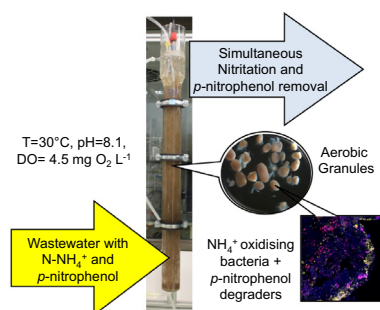 Simultaneous
Nitritation and
p-nitrophenol removal
T=30°C, pH=8.1,
DO= 4.5 mg O₂ L⁻¹
Aerobic
Granules
Wastewater with
N-NH₄⁺ and
p-nitrophenol
NH₄⁺ oxidising
bacteria +
p-nitrophenol
degraders